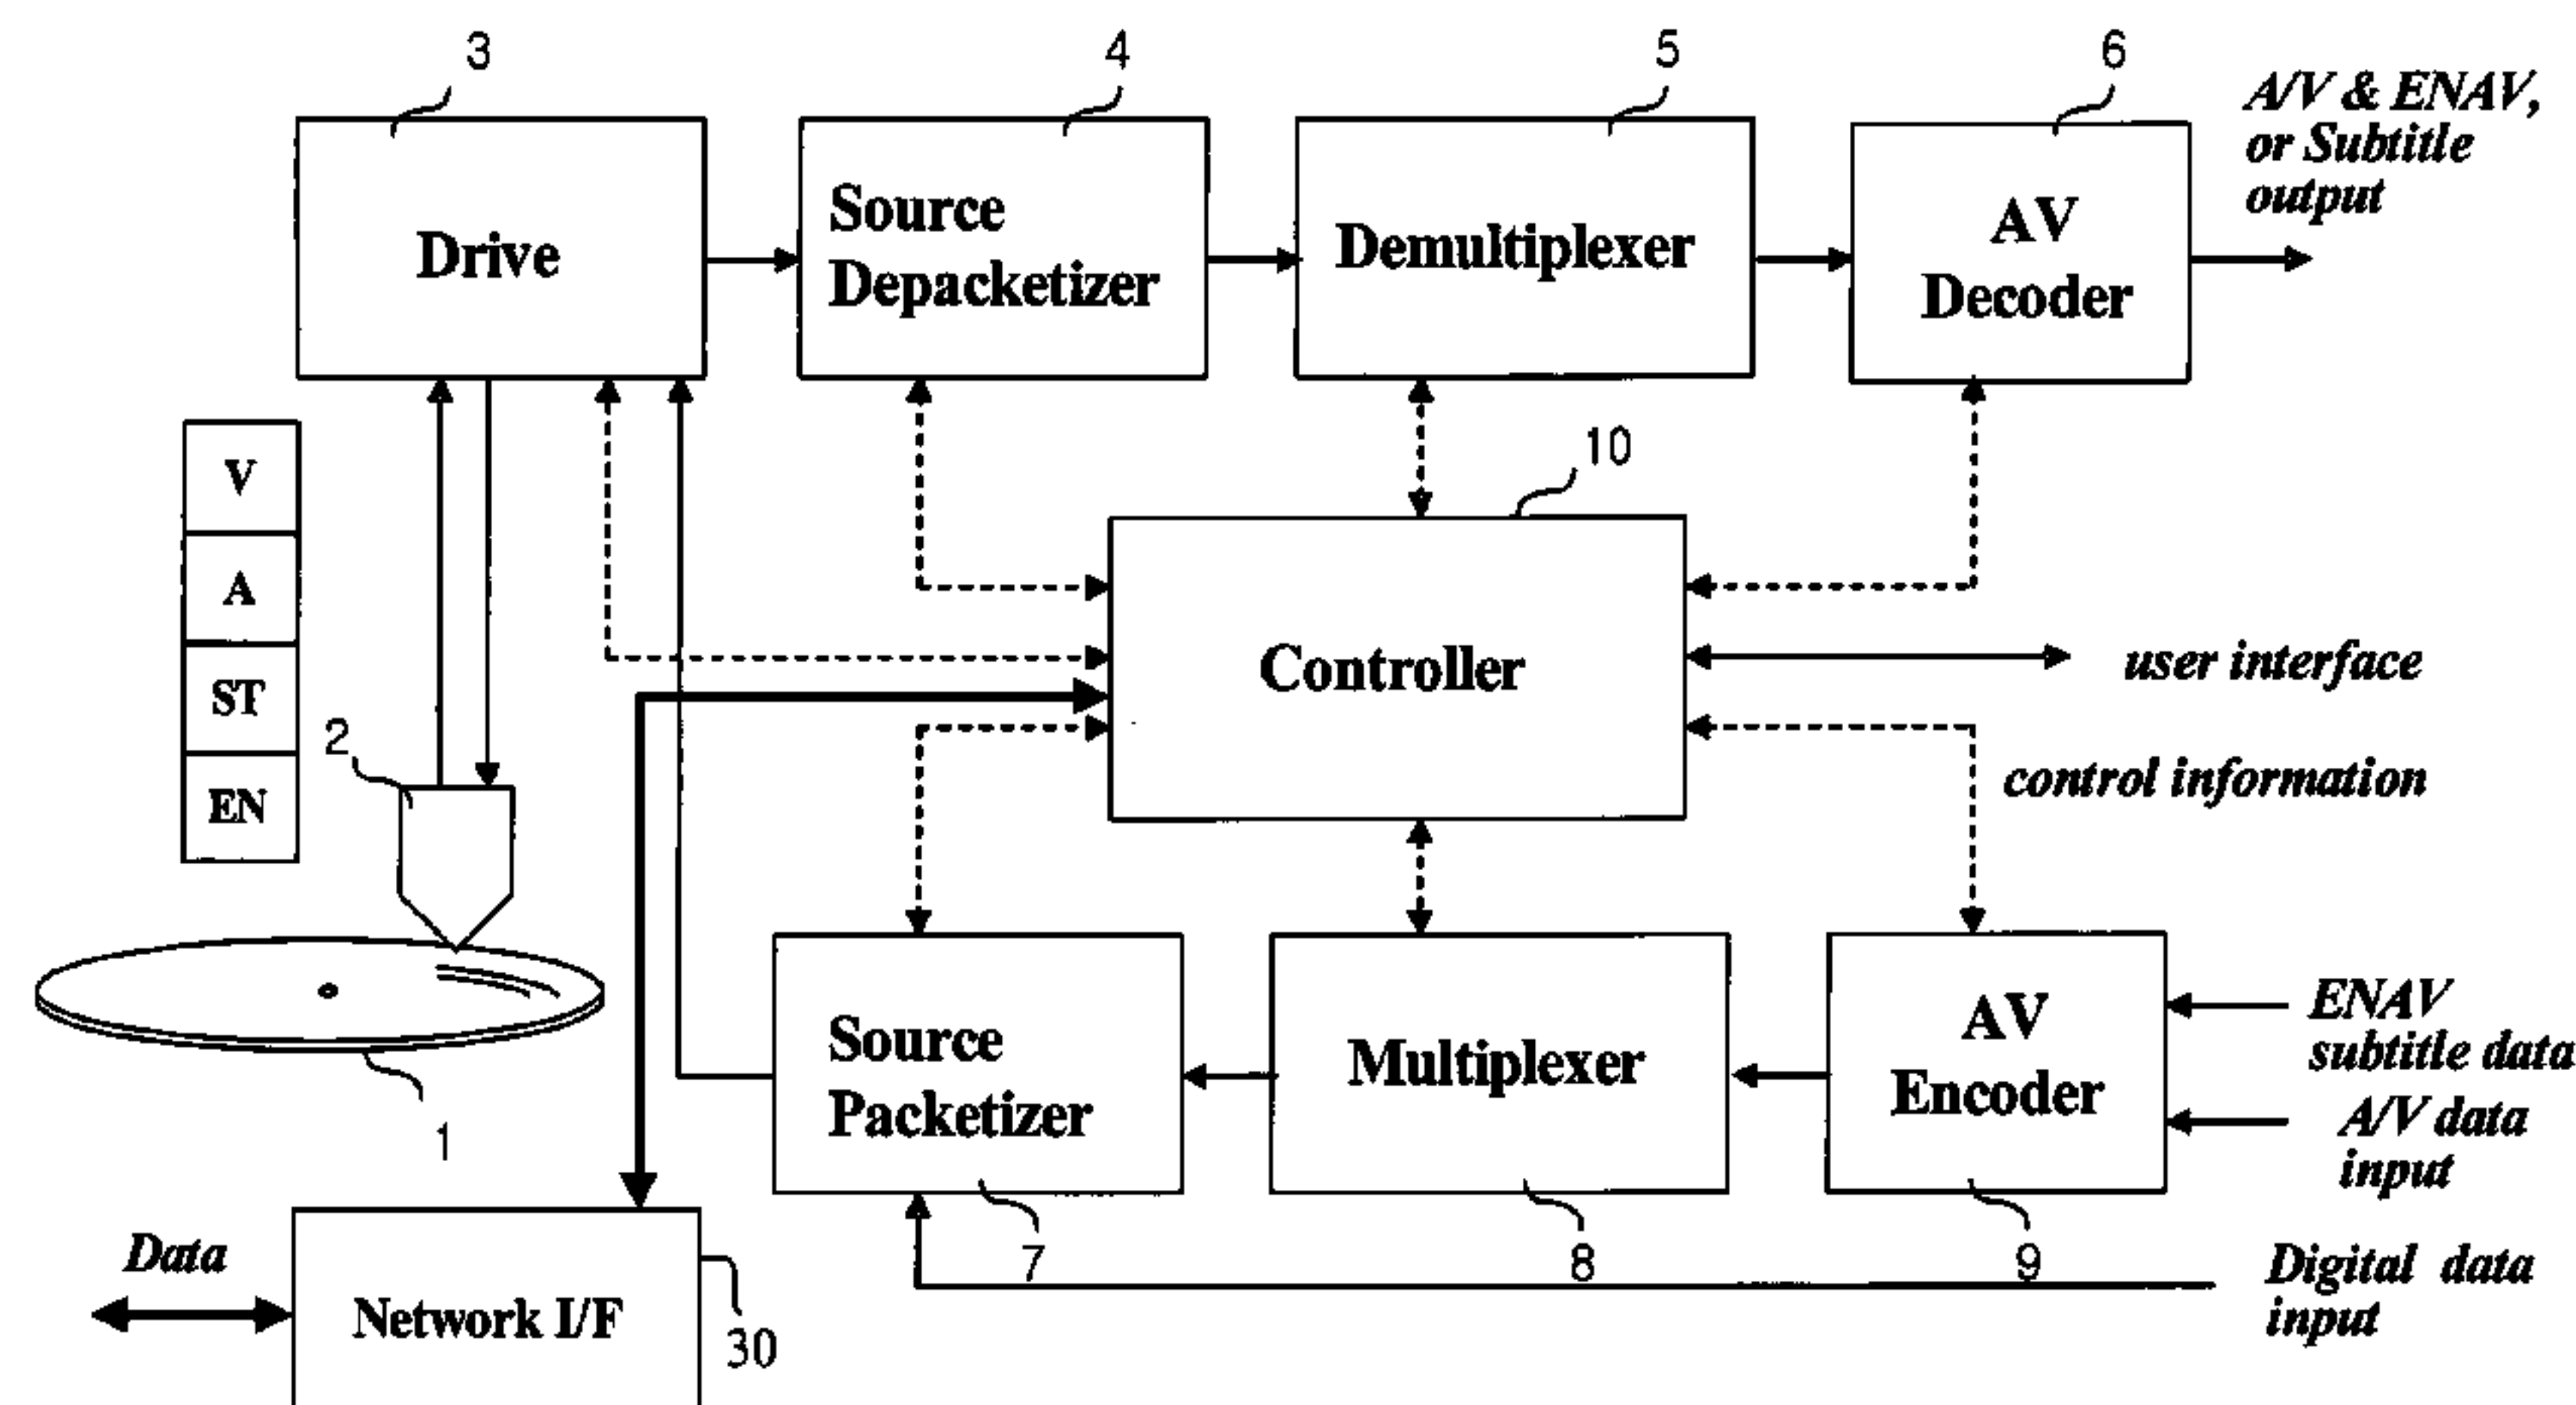 3
4
5
6
A/V & ENAV,
or Subtitle
output
Drive
Source
Depacketizer
Demultiplexer
AV
Decoder
V
A
ST
EN
10
Controller
user interface
control information
2
1
Source
Packetizer
Multiplexer
AV
Encoder
ENAV
subtitle data
A/V data
input
7
8
9
Digital data
input
Data
Network I/F
30